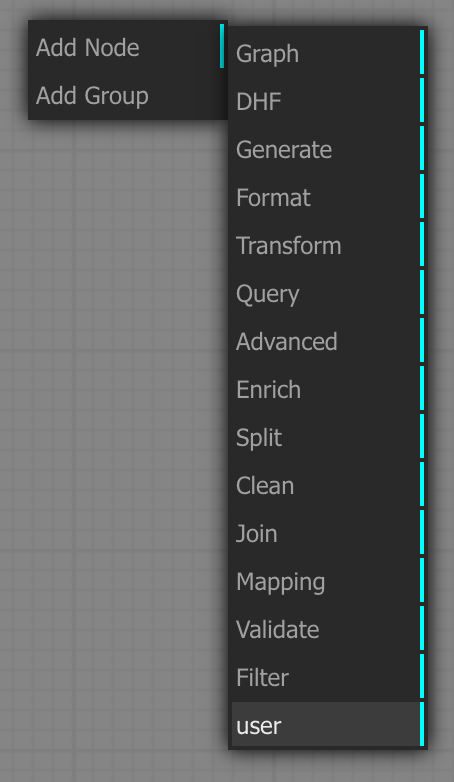 Add Node
Add Group
Graph
DHF
Generate
Format
Transform
Query
Advanced
Enrich
Split
Clean
Join
Mapping
Validate
Filter
user